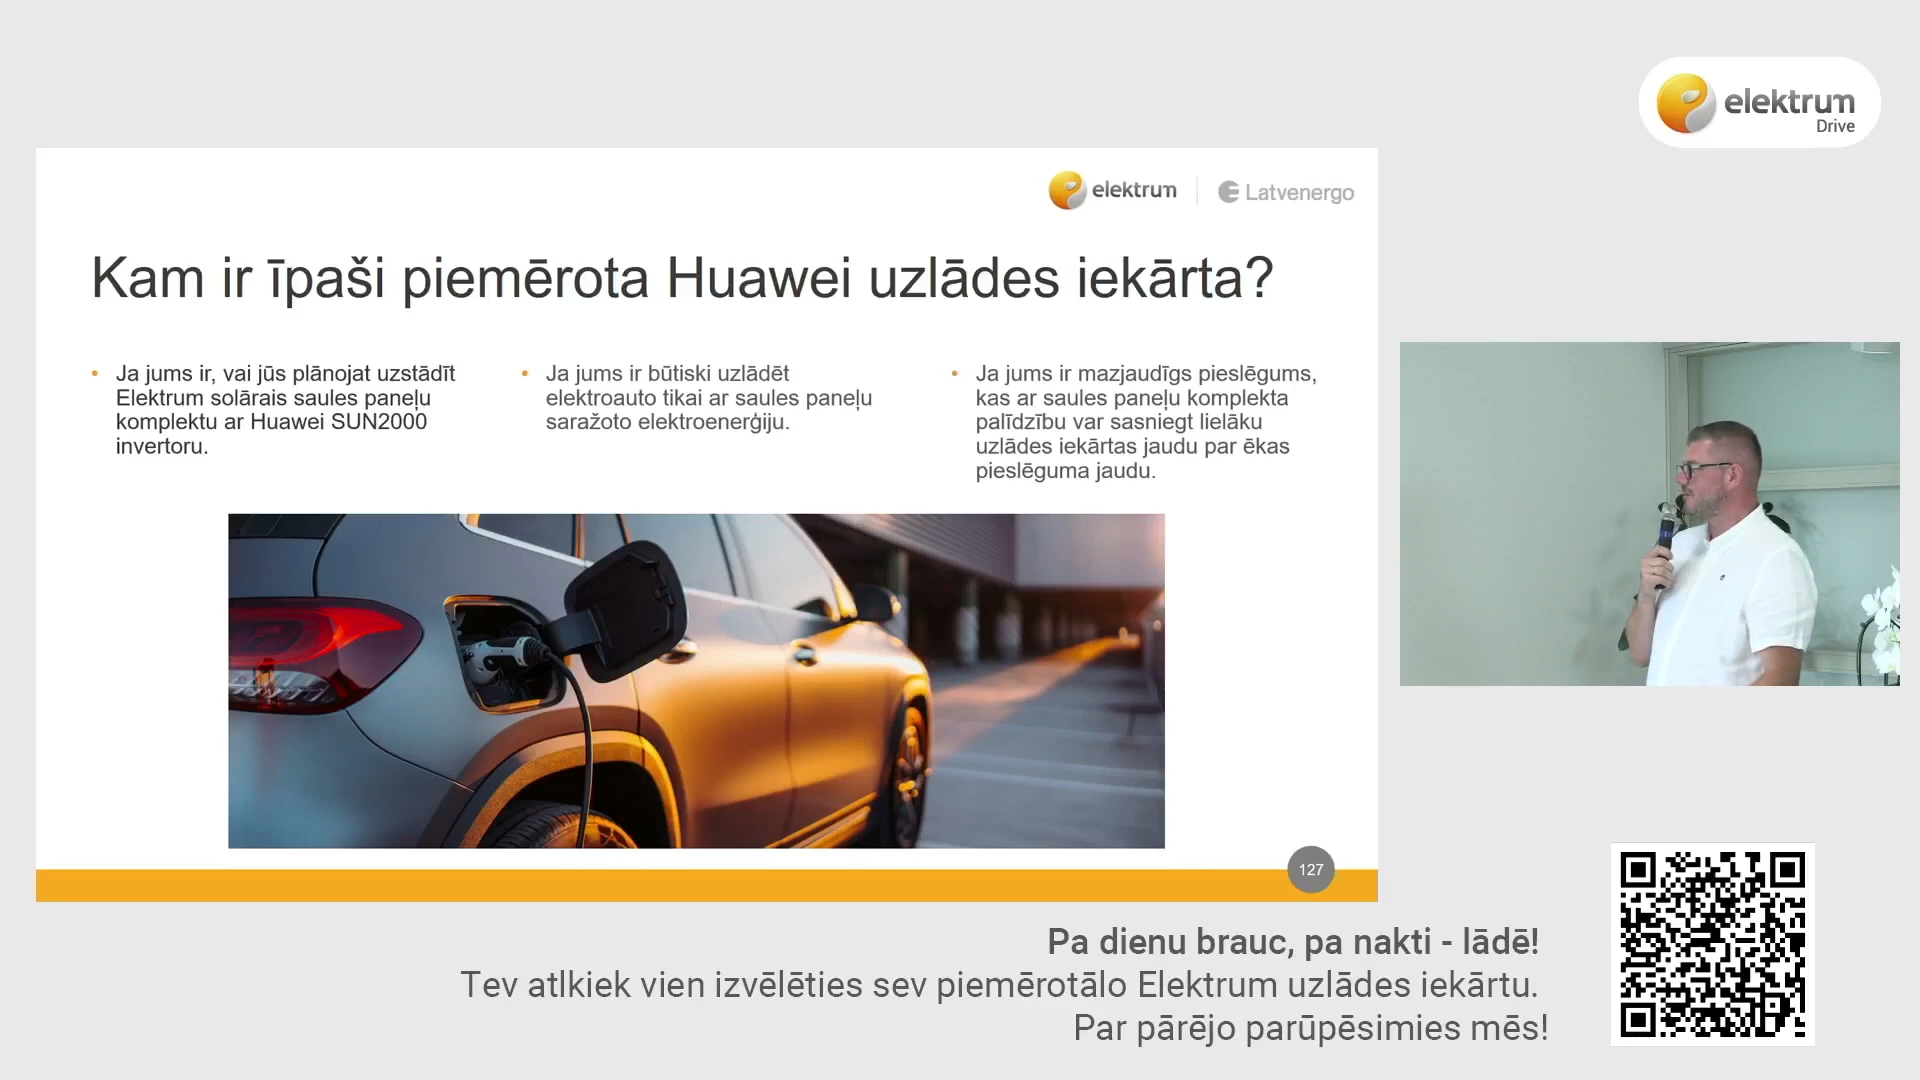 elektrum
Drive
elektrum
Latvenergo
Kam ir īpaši piemērota Huawei uzlādes iekārta?
• Ja jums ir, vai jūs plānojat uzstādīt
Elektrum solārais saules paneļu
komplektu ar Huawei SUN2000
invertoru.
• Ja jums ir būtiski uzlādēt
elektroauto tikai ar saules paneļu
saražoto elektroenerģiju.
• Ja jums ir mazjaudīgs pieslēgums,
kas ar saules paneļu komplekta
palīdzību var sasniegt lielāku
uzlādes iekārtas jaudu par ēkas
pieslēguma jaudu.
127
Pa dienu brauc, pa nakti - lādē!
Tev atlkiek vien izvēlēties sev piemērotālo Elektrum uzlādes iekārtu.
Par pārējo parūpēsimies mēs!